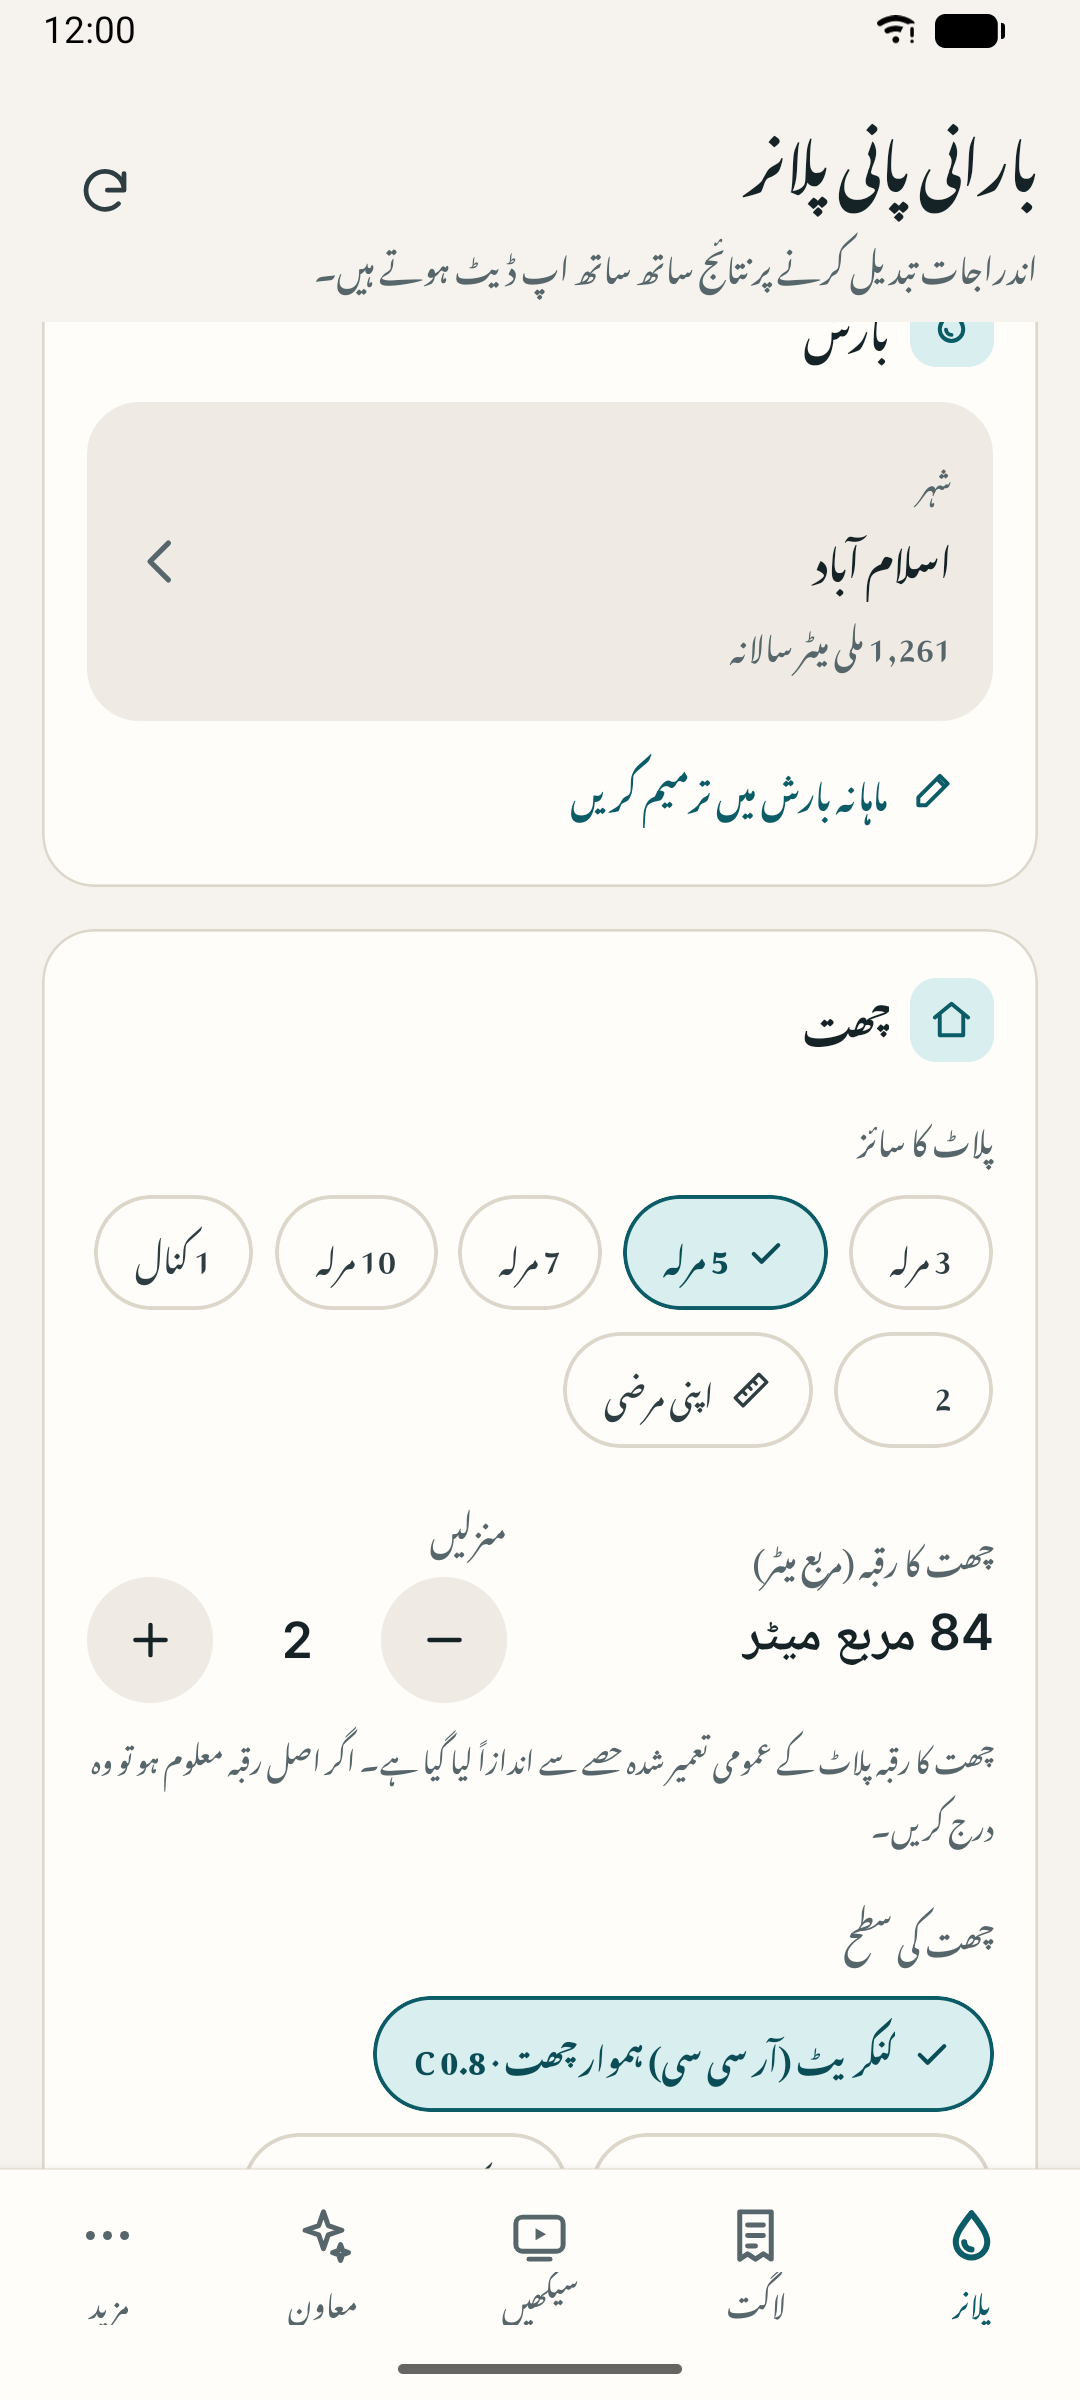 12:00
بارانی پانی پلانر
اندراجات تبدیل کرنے پر نتائج ساتھ ساتھ اپ ڈیٹ ہوتے ہیں۔
بارش
شہر
اسلام آباد
1,261 ملی میٹر سالانہ
ماہانہ بارش میں ترمیم کریں
چھت
پلاٹ کا سائز
3 مرلہ
5 مرلہ
7 مرلہ
10 مرلہ
1 کنال
2
اپنی مرضی
چھت کا رقبہ (مربع میٹر)
84 مربع میٹر
منزلیں
2
چھت کا رقبہ پلاٹ کے عمومی تعمیر شدہ حصے سے اندازاً لیا گیا ہے۔ اگر اصل رقبہ معلوم ہو تو وہ
درج کریں۔
چھت کی سطح
کنکریٹ (آر سی سی) ہموار چھت · C 0.8
پلانر
لاگت
سیکھیں
معاون
مزید